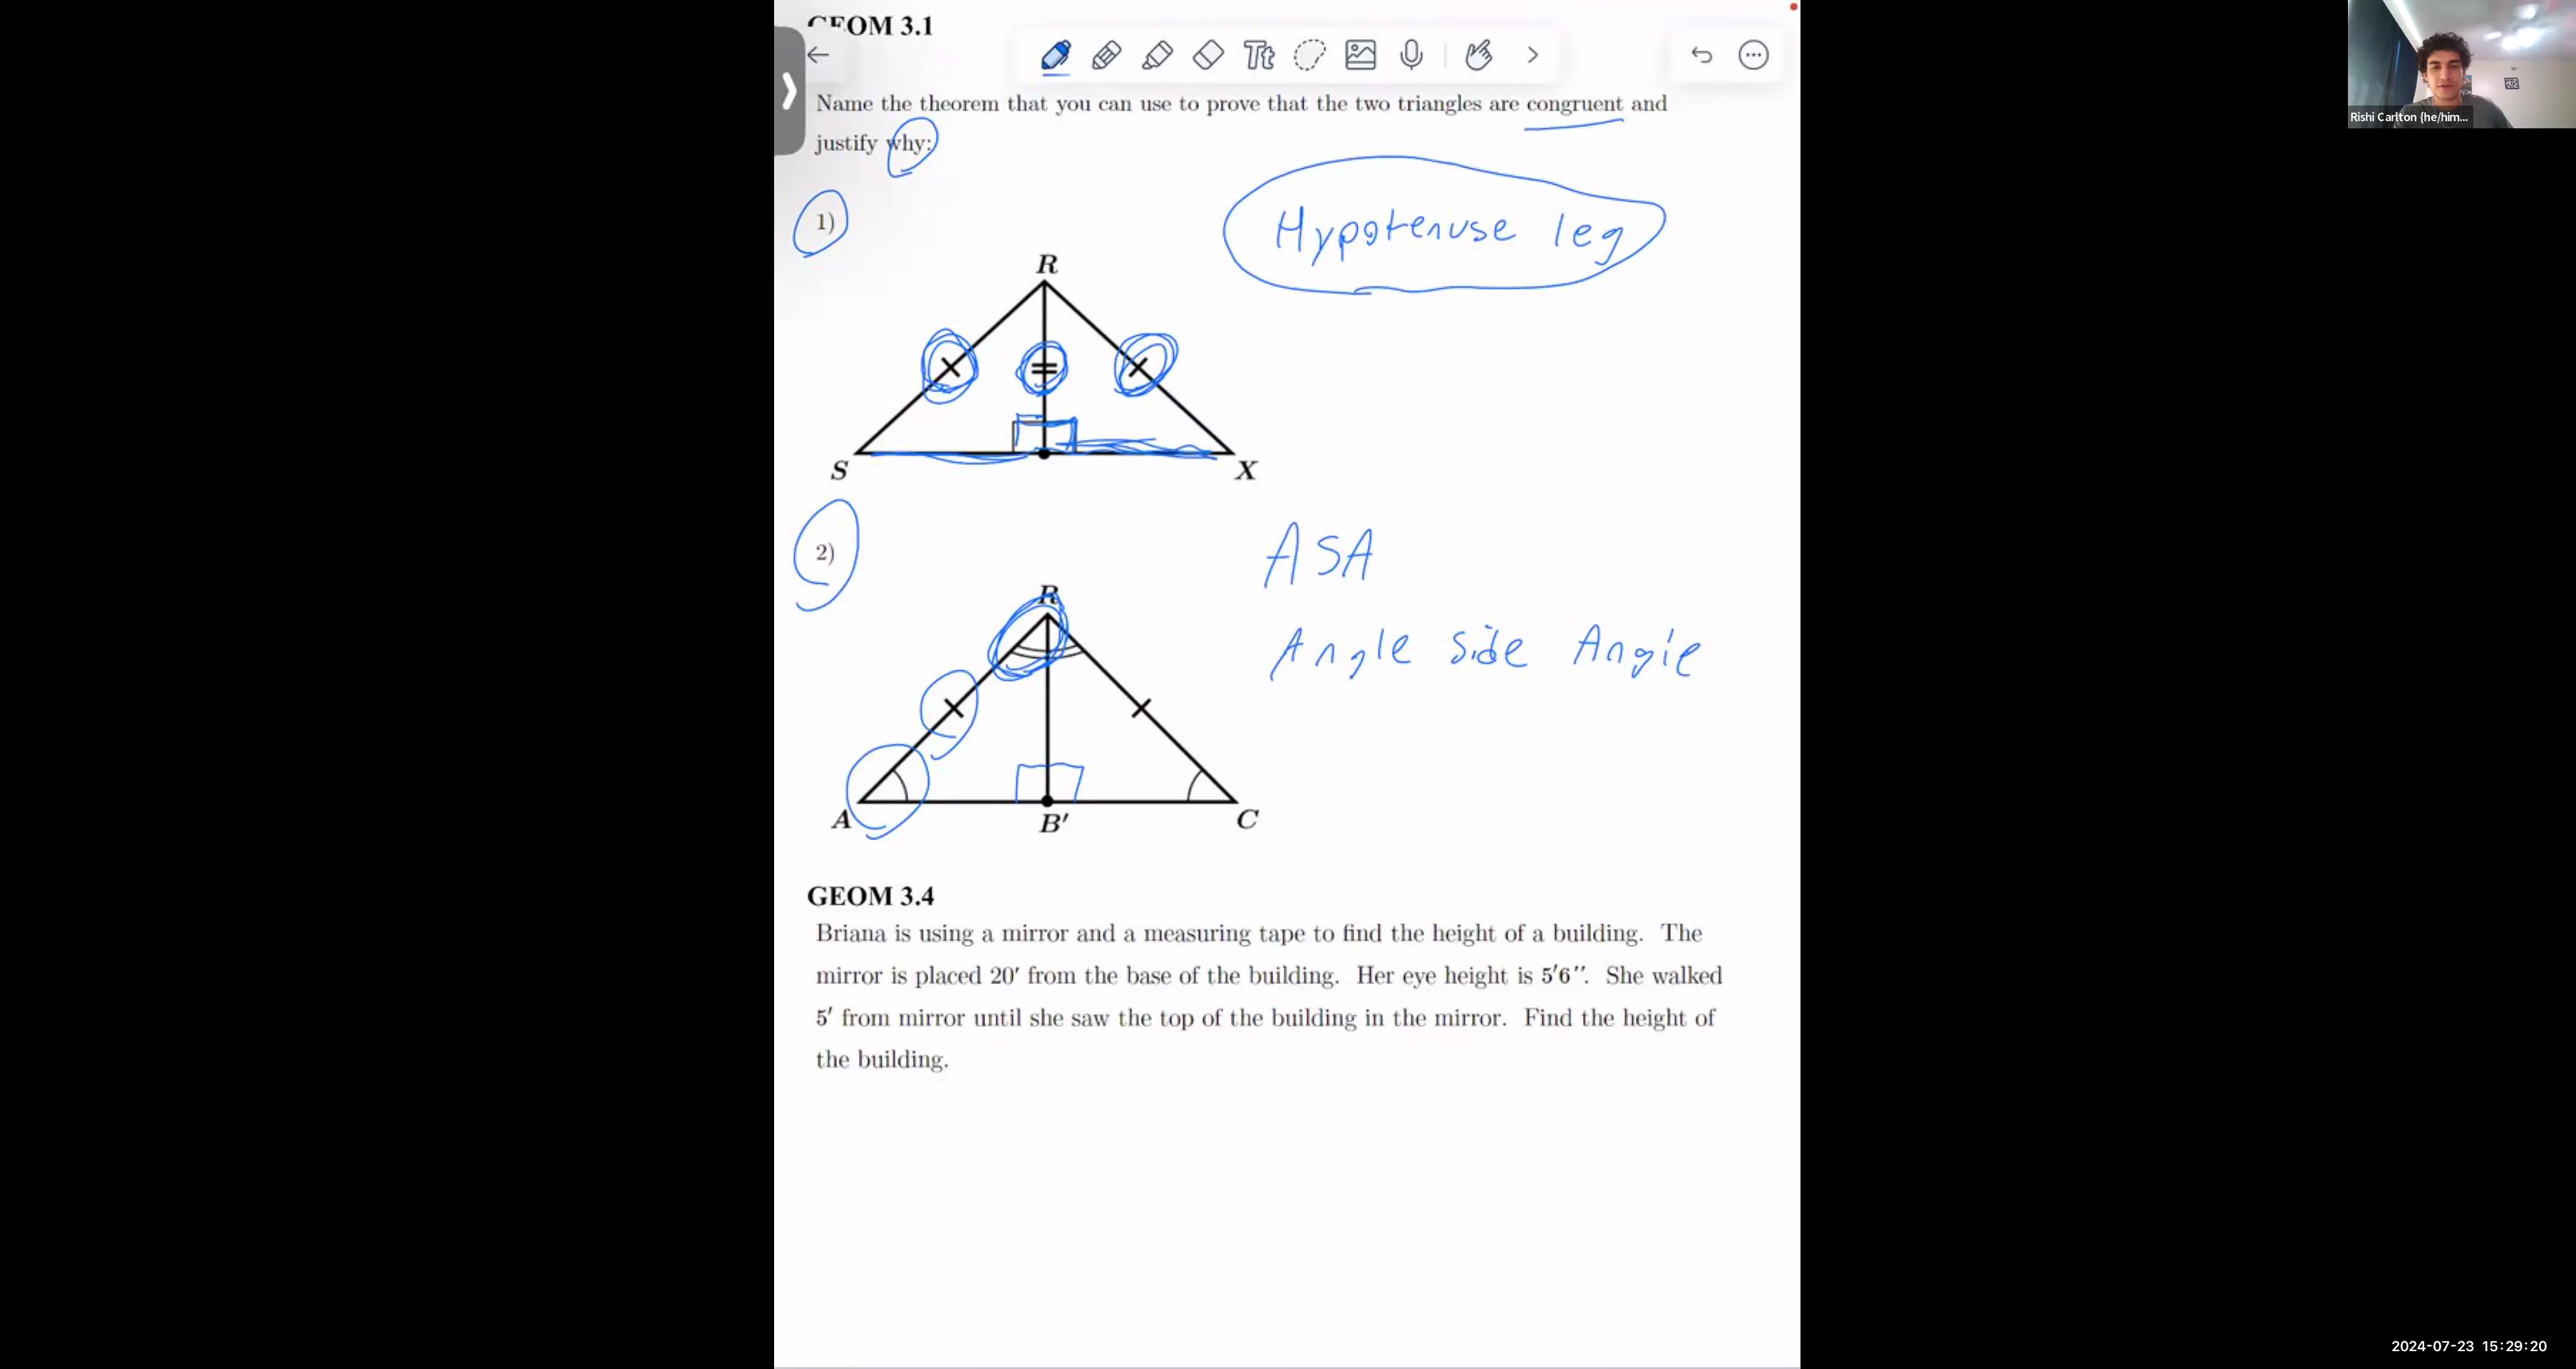 GEOM 3.1
Tt
Name the theorem that you can use to prove that the two triangles are congruent and
justify why:
1)
Hypotenuse leg
R
S
X
2)
ASA
R
Angle Side Angle
A
B′
C
GEOM 3.4
Briana is using a mirror and a measuring tape to find the height of a building. The
mirror is placed 20′ from the base of the building. Her eye height is 5′6′′. She walked
5′ from mirror until she saw the top of the building in the mirror. Find the height of
the building.
Rishi Carlton (he/him...
2024-07-23 15:29:20